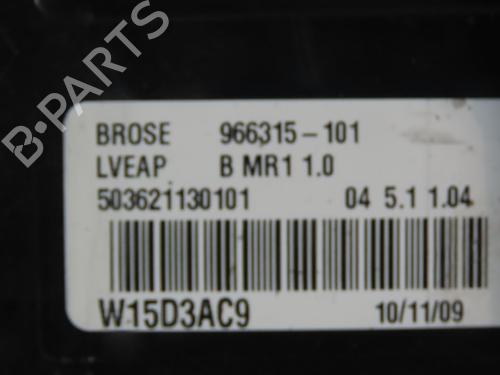 BROSE 966315-101
LVEAP B MR1 1.0
503621130101 04 5.1 1.04
W15D3AC9 10/11/09
B-PARTS